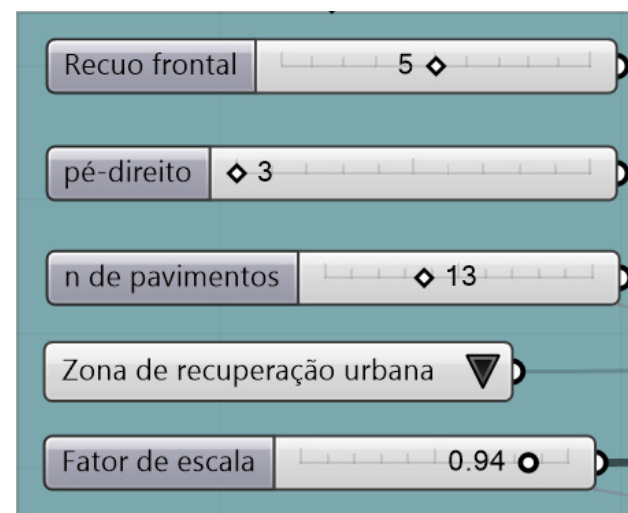 Recuo frontal 5
pé-direito 3
n de pavimentos 13
Zona de recuperação urbana
Fator de escala 0.94